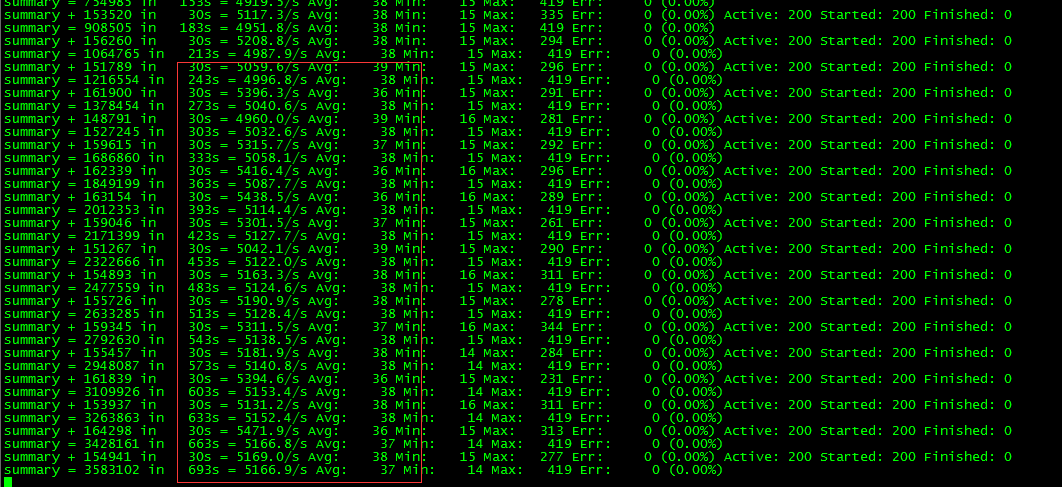 summary = 754985 in 153s = 4919.5/s Avg: 38 Min: 15 Max: 419 Err: 0 (0.00%)
summary + 153520 in 30s = 5117.3/s Avg: 38 Min: 15 Max: 335 Err: 0 (0.00%) Active: 200 Started: 200 Finished: 0
summary = 908505 in 183s = 4951.8/s Avg: 38 Min: 15 Max: 419 Err: 0 (0.00%)
summary + 156260 in 30s = 5208.8/s Avg: 38 Min: 15 Max: 294 Err: 0 (0.00%) Active: 200 Started: 200 Finished: 0
summary = 1064765 in 213s = 4987.9/s Avg: 38 Min: 15 Max: 419 Err: 0 (0.00%)
summary + 151789 in 30s = 5059.6/s Avg: 39 Min: 15 Max: 296 Err: 0 (0.00%) Active: 200 Started: 200 Finished: 0
summary = 1216554 in 243s = 4996.8/s Avg: 38 Min: 15 Max: 419 Err: 0 (0.00%)
summary + 161900 in 30s = 5396.3/s Avg: 36 Min: 15 Max: 291 Err: 0 (0.00%) Active: 200 Started: 200 Finished: 0
summary = 1378454 in 273s = 5040.6/s Avg: 38 Min: 15 Max: 419 Err: 0 (0.00%)
summary + 148791 in 30s = 4960.0/s Avg: 39 Min: 16 Max: 281 Err: 0 (0.00%) Active: 200 Started: 200 Finished: 0
summary = 1527245 in 303s = 5032.6/s Avg: 38 Min: 15 Max: 419 Err: 0 (0.00%)
summary + 159615 in 30s = 5315.7/s Avg: 37 Min: 15 Max: 292 Err: 0 (0.00%) Active: 200 Started: 200 Finished: 0
summary = 1686860 in 333s = 5058.1/s Avg: 38 Min: 15 Max: 419 Err: 0 (0.00%)
summary + 162339 in 30s = 5416.4/s Avg: 36 Min: 16 Max: 296 Err: 0 (0.00%) Active: 200 Started: 200 Finished: 0
summary = 1849199 in 363s = 5087.7/s Avg: 38 Min: 15 Max: 419 Err: 0 (0.00%)
summary + 163154 in 30s = 5438.5/s Avg: 36 Min: 16 Max: 289 Err: 0 (0.00%) Active: 200 Started: 200 Finished: 0
summary = 2012353 in 393s = 5114.4/s Avg: 38 Min: 15 Max: 419 Err: 0 (0.00%)
summary + 159046 in 30s = 5301.5/s Avg: 37 Min: 15 Max: 261 Err: 0 (0.00%) Active: 200 Started: 200 Finished: 0
summary = 2171399 in 423s = 5127.7/s Avg: 38 Min: 15 Max: 419 Err: 0 (0.00%)
summary + 151267 in 30s = 5042.1/s Avg: 39 Min: 15 Max: 290 Err: 0 (0.00%) Active: 200 Started: 200 Finished: 0
summary = 2322666 in 453s = 5122.0/s Avg: 38 Min: 15 Max: 419 Err: 0 (0.00%)
summary + 154893 in 30s = 5163.3/s Avg: 38 Min: 16 Max: 311 Err: 0 (0.00%) Active: 200 Started: 200 Finished: 0
summary = 2477559 in 483s = 5124.6/s Avg: 38 Min: 15 Max: 419 Err: 0 (0.00%)
summary + 155726 in 30s = 5190.9/s Avg: 38 Min: 15 Max: 278 Err: 0 (0.00%) Active: 200 Started: 200 Finished: 0
summary = 2633285 in 513s = 5128.4/s Avg: 38 Min: 15 Max: 419 Err: 0 (0.00%)
summary + 159345 in 30s = 5311.5/s Avg: 37 Min: 16 Max: 344 Err: 0 (0.00%) Active: 200 Started: 200 Finished: 0
summary = 2792630 in 543s = 5138.5/s Avg: 38 Min: 15 Max: 419 Err: 0 (0.00%)
summary + 155457 in 30s = 5181.9/s Avg: 38 Min: 14 Max: 284 Err: 0 (0.00%) Active: 200 Started: 200 Finished: 0
summary = 2948087 in 573s = 5140.8/s Avg: 38 Min: 14 Max: 419 Err: 0 (0.00%)
summary + 161839 in 30s = 5394.6/s Avg: 36 Min: 15 Max: 231 Err: 0 (0.00%) Active: 200 Started: 200 Finished: 0
summary = 3109926 in 603s = 5153.4/s Avg: 38 Min: 14 Max: 419 Err: 0 (0.00%)
summary + 153937 in 30s = 5131.2/s Avg: 38 Min: 16 Max: 311 Err: 0 (0.00%) Active: 200 Started: 200 Finished: 0
summary = 3263863 in 633s = 5152.4/s Avg: 38 Min: 14 Max: 419 Err: 0 (0.00%)
summary + 164298 in 30s = 5471.9/s Avg: 36 Min: 15 Max: 313 Err: 0 (0.00%) Active: 200 Started: 200 Finished: 0
summary = 3428161 in 663s = 5166.8/s Avg: 37 Min: 14 Max: 419 Err: 0 (0.00%)
summary + 154941 in 30s = 5169.0/s Avg: 38 Min: 15 Max: 277 Err: 0 (0.00%) Active: 200 Started: 200 Finished: 0
summary = 3583102 in 693s = 5166.9/s Avg: 37 Min: 14 Max: 419 Err: 0 (0.00%)